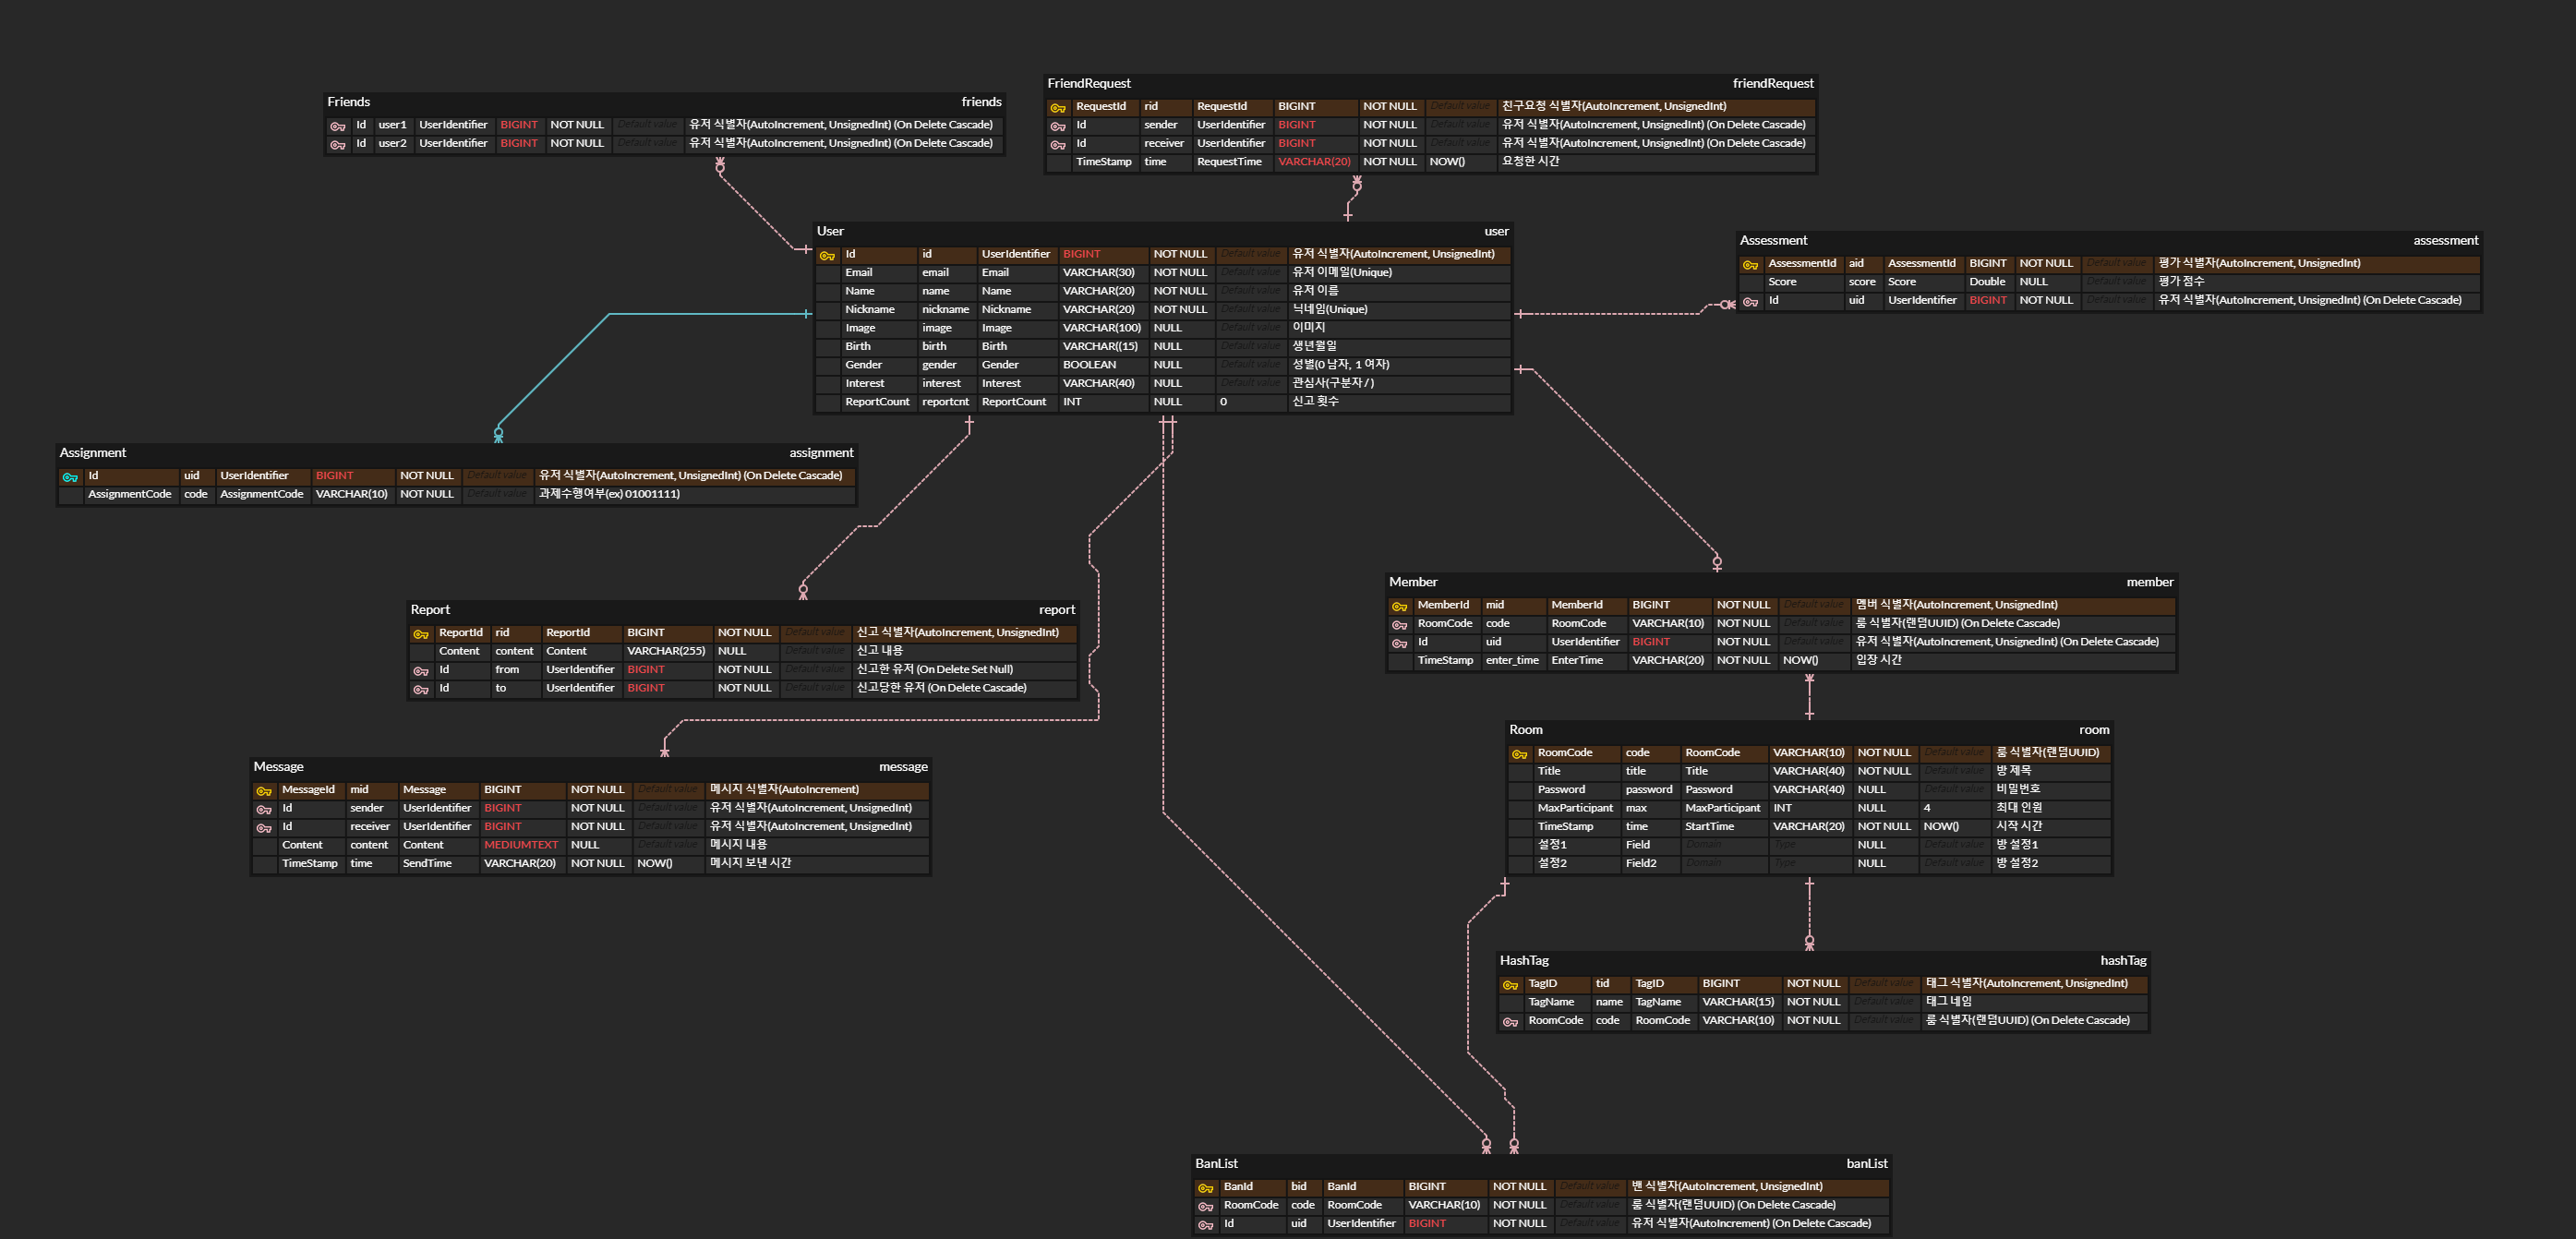 FriendRequest friendRequest
RequestId rid RequestId BIGINT NOT NULL Default value 친구요청 식별자(AutoIncrement, UnsignedInt)
Id sender UserIdentifier BIGINT NOT NULL Default value 유저 식별자(AutoIncrement, UnsignedInt) (On Delete Cascade)
Id receiver UserIdentifier BIGINT NOT NULL Default value 유저 식별자(AutoIncrement, UnsignedInt) (On Delete Cascade)
TimeStamp time RequestTime VARCHAR(20) NOT NULL NOW() 요청한 시간
Friends friends
Id user1 UserIdentifier BIGINT NOT NULL Default value 유저 식별자(AutoIncrement, UnsignedInt) (On Delete Cascade)
Id user2 UserIdentifier BIGINT NOT NULL Default value 유저 식별자(AutoIncrement, UnsignedInt) (On Delete Cascade)
User user
Id id UserIdentifier BIGINT NOT NULL Default value 유저 식별자(AutoIncrement, UnsignedInt)
Email email Email VARCHAR(30) NOT NULL Default value 유저 이메일(Unique)
Name name Name VARCHAR(20) NOT NULL Default value 유저 이름
Nickname nickname Nickname VARCHAR(20) NOT NULL Default value 닉네임(Unique)
Image image Image VARCHAR(100) NULL Default value 이미지
Birth birth Birth VARCHAR((15) NULL Default value 생년월일
Gender gender Gender BOOLEAN NULL Default value 성별(0 남자, 1 여자)
Interest interest Interest VARCHAR(40) NULL Default value 관심사(구분자 / )
ReportCount reportcnt ReportCount INT NULL 0 신고 횟수
Assessment assessment
AssessmentId aid AssessmentId BIGINT NOT NULL Default value 평가 식별자(AutoIncrement, UnsignedInt)
Score score Score Double NULL Default value 평가 점수
Id uid UserIdentifier BIGINT NOT NULL Default value 유저 식별자(AutoIncrement, UnsignedInt) (On Delete Cascade)
Assignment assignment
Id uid UserIdentifier BIGINT NOT NULL Default value 유저 식별자(AutoIncrement, UnsignedInt) (On Delete Cascade)
AssignmentCode code AssignmentCode VARCHAR(10) NOT NULL Default value 과제수행여부(ex) 01001111)
Report report
ReportId rid ReportId BIGINT NOT NULL Default value 신고 식별자(AutoIncrement, UnsignedInt)
Content content Content VARCHAR(255) NULL Default value 신고 내용
Id from UserIdentifier BIGINT NOT NULL Default value 신고한 유저 (On Delete Set Null)
Id to UserIdentifier BIGINT NOT NULL Default value 신고당한 유저 (On Delete Cascade)
Member member
MemberId mid MemberId BIGINT NOT NULL Default value 멤버 식별자(AutoIncrement, UnsignedInt)
RoomCode code RoomCode VARCHAR(10) NOT NULL Default value 룸 식별자(랜덤UUID) (On Delete Cascade)
Id uid UserIdentifier BIGINT NOT NULL Default value 유저 식별자(AutoIncrement, UnsignedInt) (On Delete Cascade)
TimeStamp enter_time EnterTime VARCHAR(20) NOT NULL NOW() 입장 시간
Message message
MessageId mid Message BIGINT NOT NULL Default value 메시지 식별자(AutoIncrement)
Id sender UserIdentifier BIGINT NOT NULL Default value 유저 식별자(AutoIncrement, UnsignedInt)
Id receiver UserIdentifier BIGINT NOT NULL Default value 유저 식별자(AutoIncrement, UnsignedInt)
Content content Content MEDIUMTEXT NULL Default value 메시지 내용
TimeStamp time SendTime VARCHAR(20) NOT NULL NOW() 메시지 보낸 시간
Room room
RoomCode code RoomCode VARCHAR(10) NOT NULL Default value 룸 식별자(랜덤UUID)
Title title Title VARCHAR(40) NOT NULL Default value 방 제목
Password password Password VARCHAR(40) NULL Default value 비밀번호
MaxParticipant max MaxParticipant INT NULL 4 최대 인원
TimeStamp time StartTime VARCHAR(20) NOT NULL NOW() 시작 시간
설정1 Field Domain Type NULL Default value 방 설정1
설정2 Field2 Domain Type NULL Default value 방 설정2
HashTag hashTag
TagID tid TagID BIGINT NOT NULL Default value 태그 식별자(AutoIncrement, UnsignedInt)
TagName name TagName VARCHAR(15) NOT NULL Default value 태그 네임
RoomCode code RoomCode VARCHAR(10) NOT NULL Default value 룸 식별자(랜덤UUID) (On Delete Cascade)
BanList banList
BanId bid BanId BIGINT NOT NULL Default value 밴 식별자(AutoIncrement, UnsignedInt)
RoomCode code RoomCode VARCHAR(10) NOT NULL Default value 룸 식별자(랜덤UUID) (On Delete Cascade)
Id uid UserIdentifier BIGINT NOT NULL Default value 유저 식별자(AutoIncrement) (On Delete Cascade)